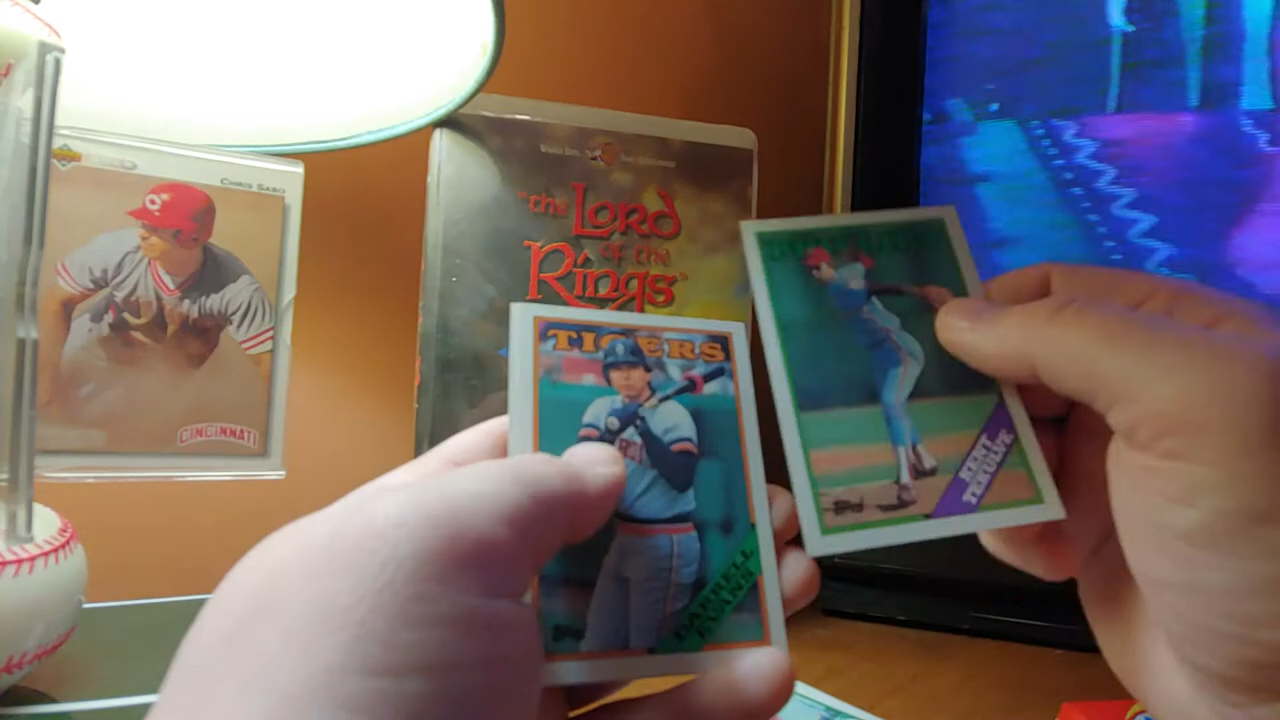 CHRIS SABO
CINCINNATI
"the Lord
of the
Rings"
TIGERS
DARRELL
EVANS
KENT
TEKULVE